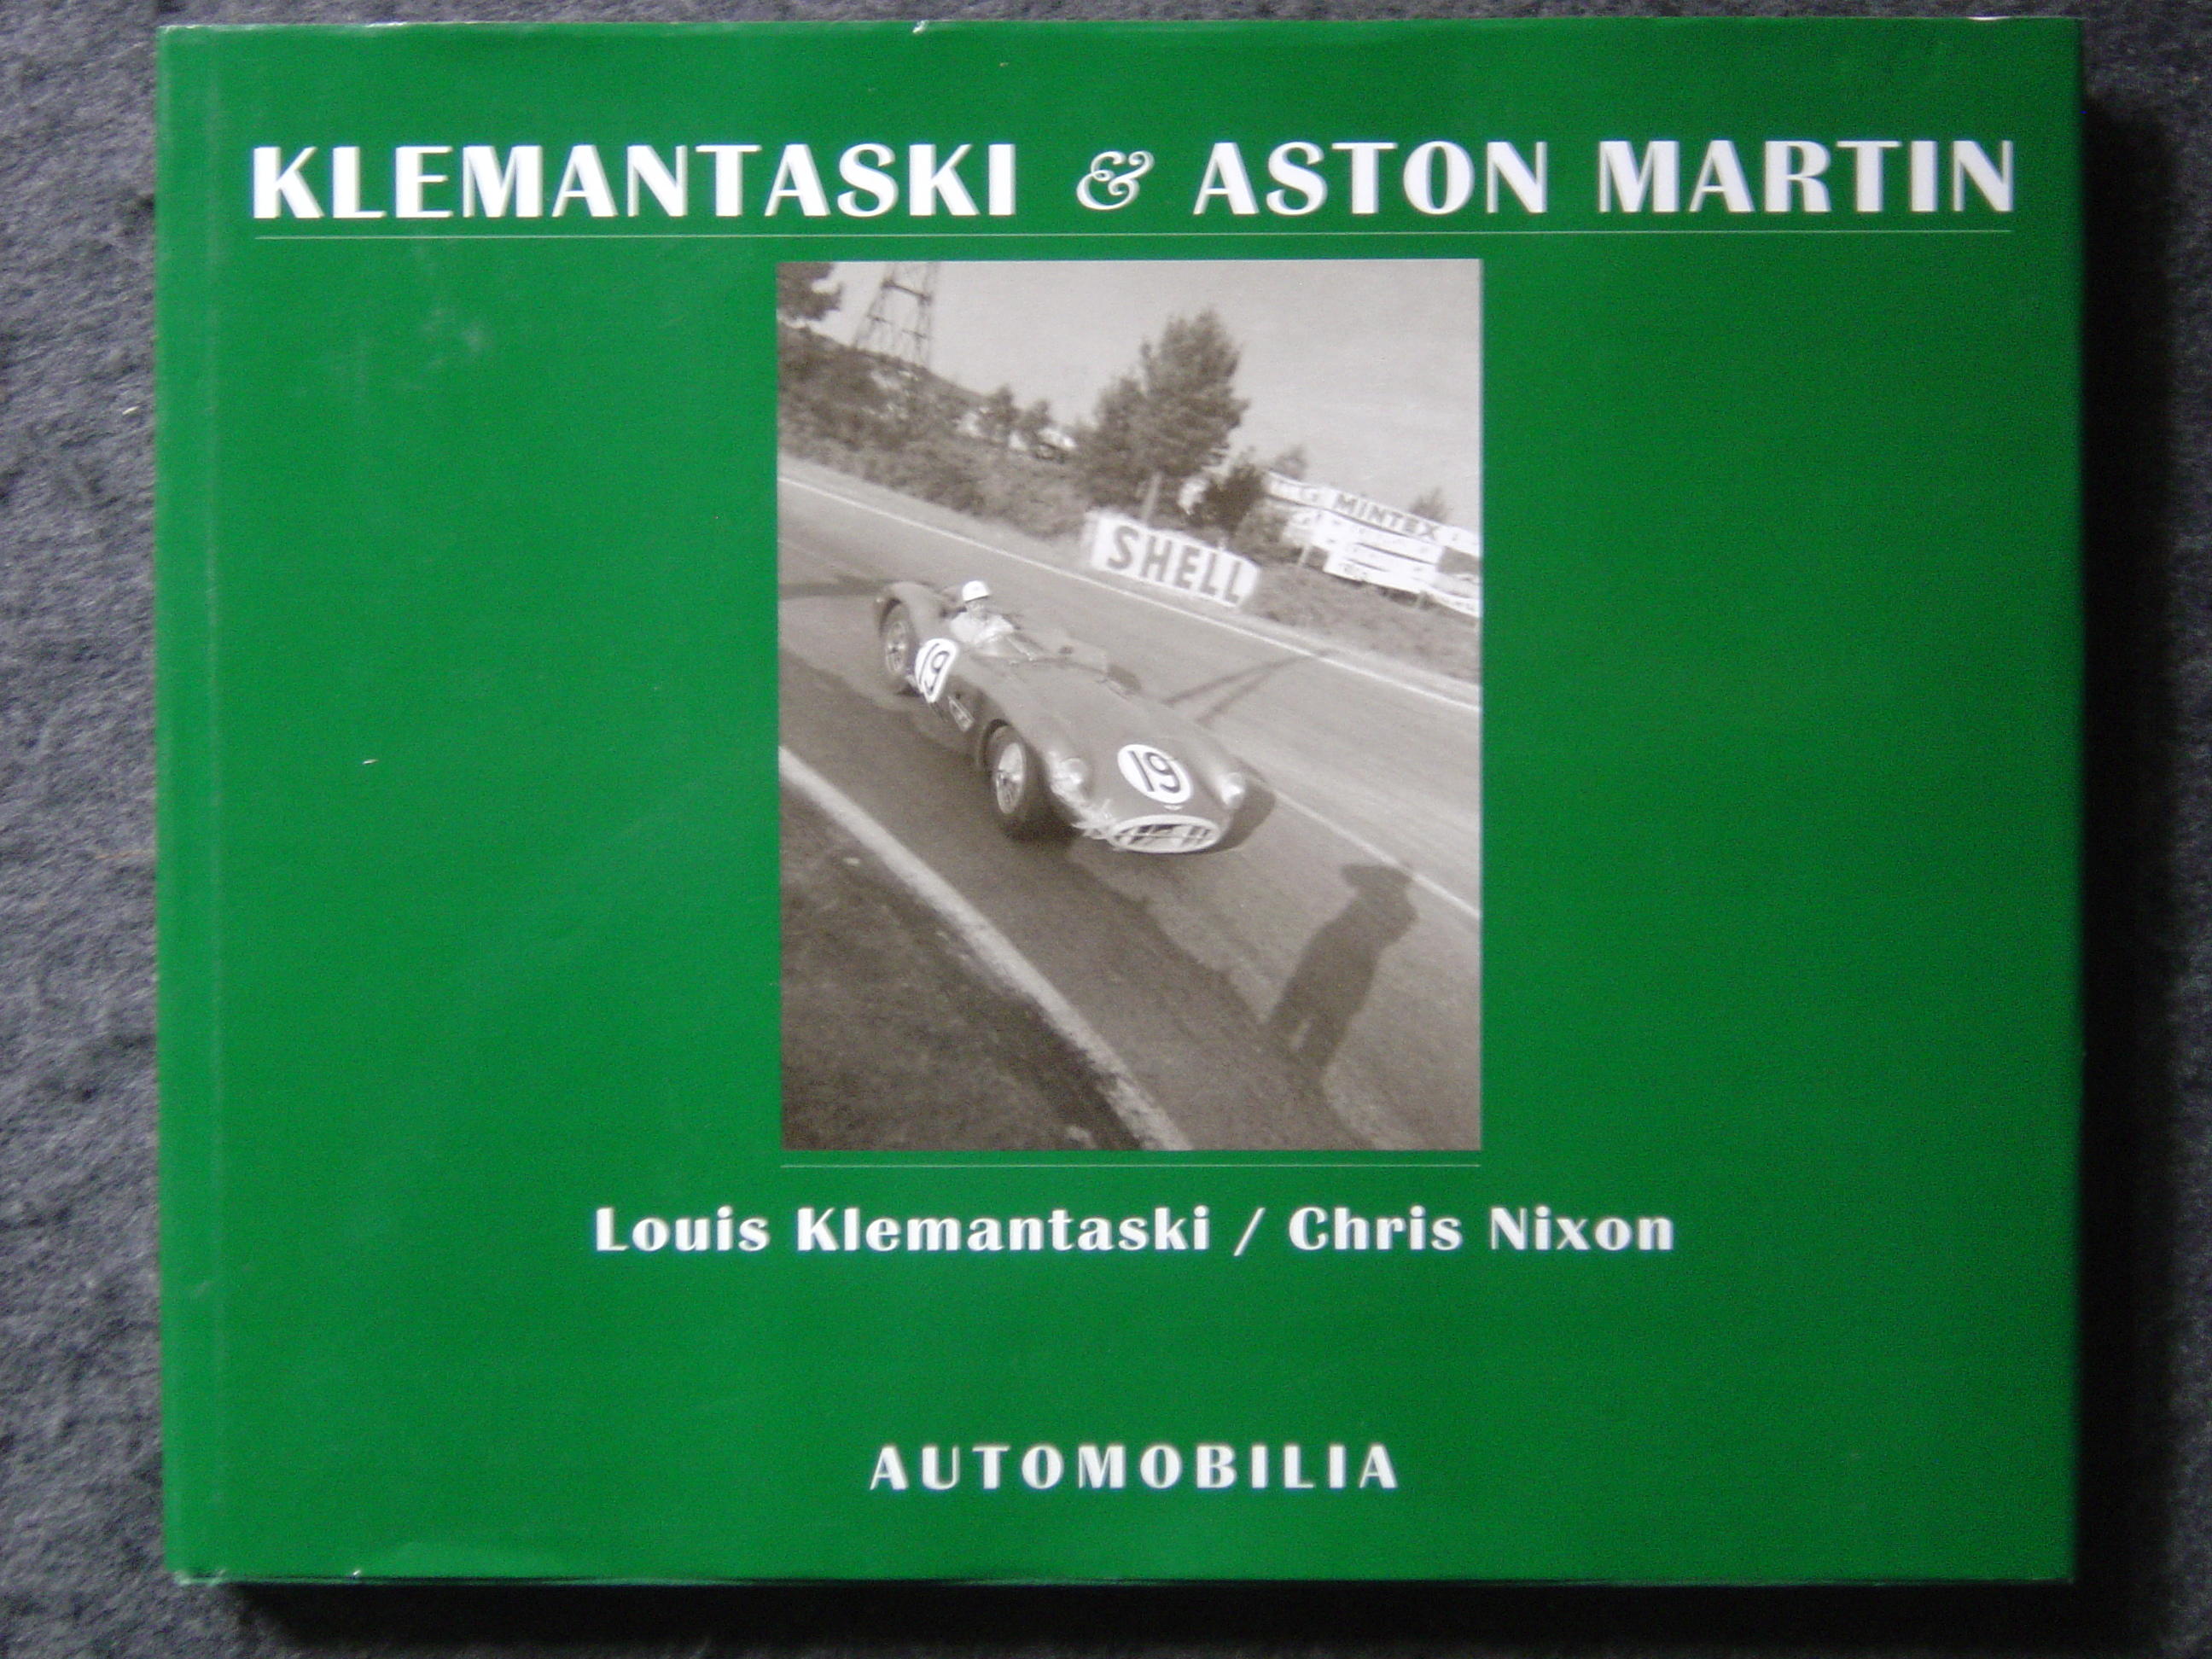 KLEMANTASKI & ASTON MARTIN
MINTEX
SHELL
19
19
Louis Klemantaski / Chris Nixon
AUTOMOBILIA